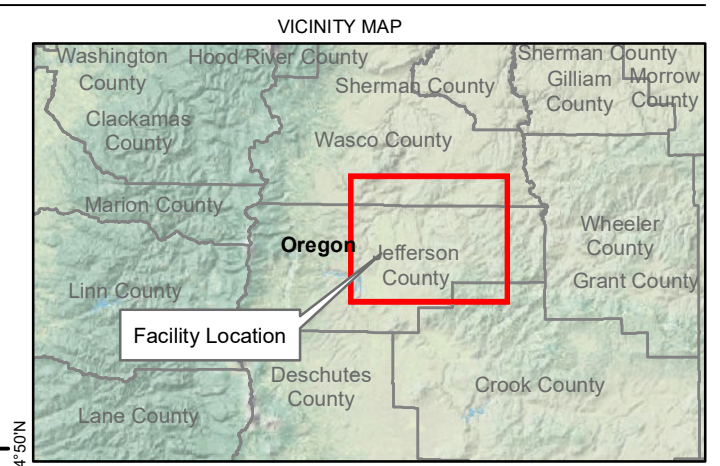 VICINITY MAP
Washington
County
Hood River County
Sherman County
Sherman County
Gilliam
County
Morrow
County
Clackamas
County
Wasco County
Marion County
Wheeler
County
Oregon
Jefferson
County
Grant County
Linn County
Facility Location
Deschutes
County
Crook County
Lane County
4°50'N